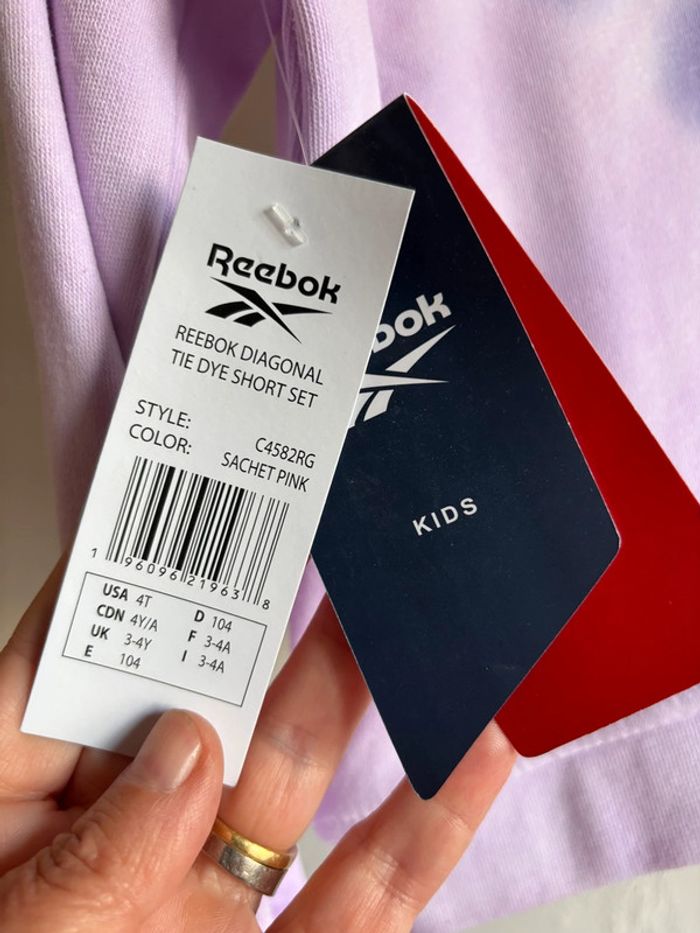 Reebok
REEBOK DIAGONAL
TIE DYE SHORT SET
STYLE: C4582RG
COLOR: SACHET PINK
1 96096 21963 8
USA 4T D 104
CDN 4Y/A F 3-4A
UK 3-4Y I 3-4A
E 104
bok
KIDS